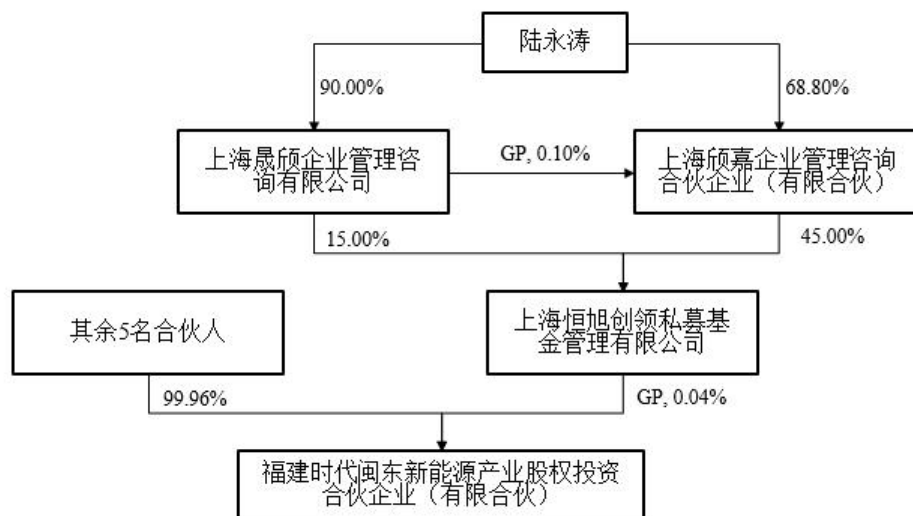 陆永涛
90.00%
68.80%
上海晟颀企业管理咨
询有限公司
GP, 0.10%
上海颀嘉企业管理咨询
合伙企业（有限合伙）
15.00%
45.00%
其余5名合伙人
上海恒旭创领私募基
金管理有限公司
99.96%
GP, 0.04%
福建时代闽东新能源产业股权投资
合伙企业（有限合伙）